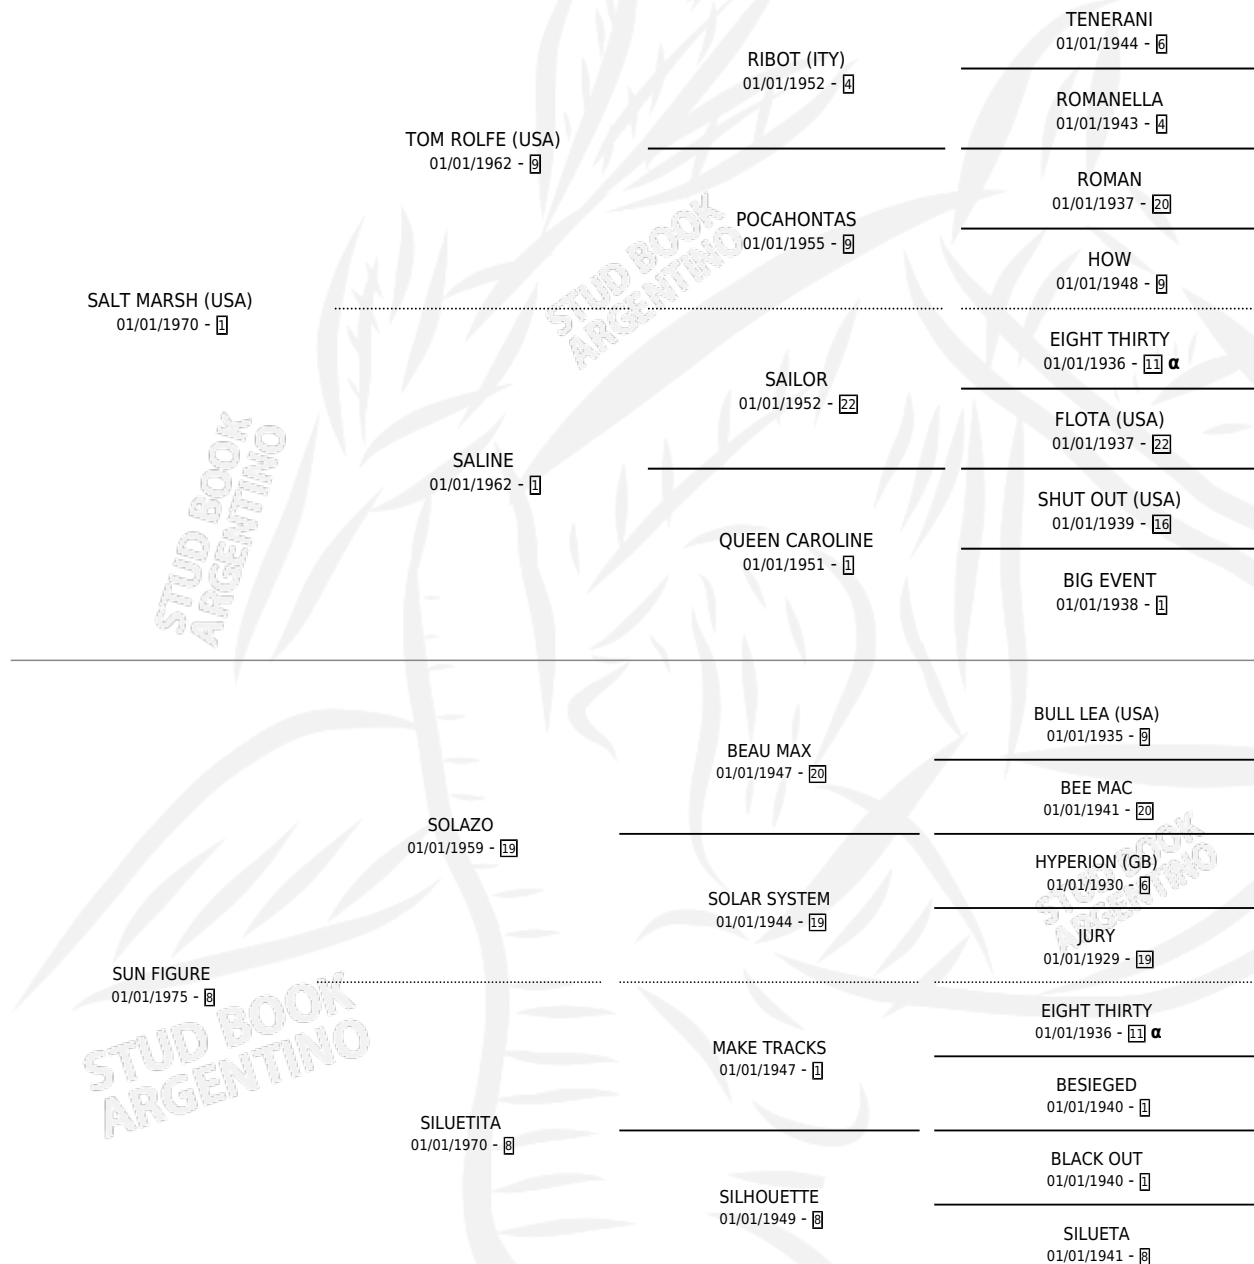 TENERANI
01/01/1944 - 6
RIBOT (ITY)
01/01/1952 - 4
ROMANELLA
01/01/1943 - 4
TOM ROLFE (USA)
01/01/1962 - 9
ROMAN
01/01/1937 - 20
POCAHONTAS
01/01/1955 - 9
HOW
01/01/1948 - 9
STUD BOOK
ARGENTINO
SALT MARSH (USA)
01/01/1970 - 1
EIGHT THIRTY
01/01/1936 - 11 α
SAILOR
01/01/1952 - 22
FLOTA (USA)
01/01/1937 - 22
SALINE
01/01/1962 - 1
SHUT OUT (USA)
01/01/1939 - 16
QUEEN CAROLINE
01/01/1951 - 1
BIG EVENT
01/01/1938 - 1
STUD BOOK
ARGENTINO
BULL LEA (USA)
01/01/1935 - 9
BEAU MAX
01/01/1947 - 20
BEE MAC
01/01/1941 - 20
SOLAZO
01/01/1959 - 19
HYPERION (GB)
01/01/1930 - 6
SOLAR SYSTEM
01/01/1944 - 19
JURY
01/01/1929 - 19
STUD BOOK
ARGENTINO
SUN FIGURE
01/01/1975 - 8
EIGHT THIRTY
01/01/1936 - 11 α
MAKE TRACKS
01/01/1947 - 1
BESIEGED
01/01/1940 - 1
STUD BOOK
ARGENTINO
SILUETITA
01/01/1970 - 8
BLACK OUT
01/01/1940 - 1
SILHOUETTE
01/01/1949 - 8
SILUETA
01/01/1941 - 8